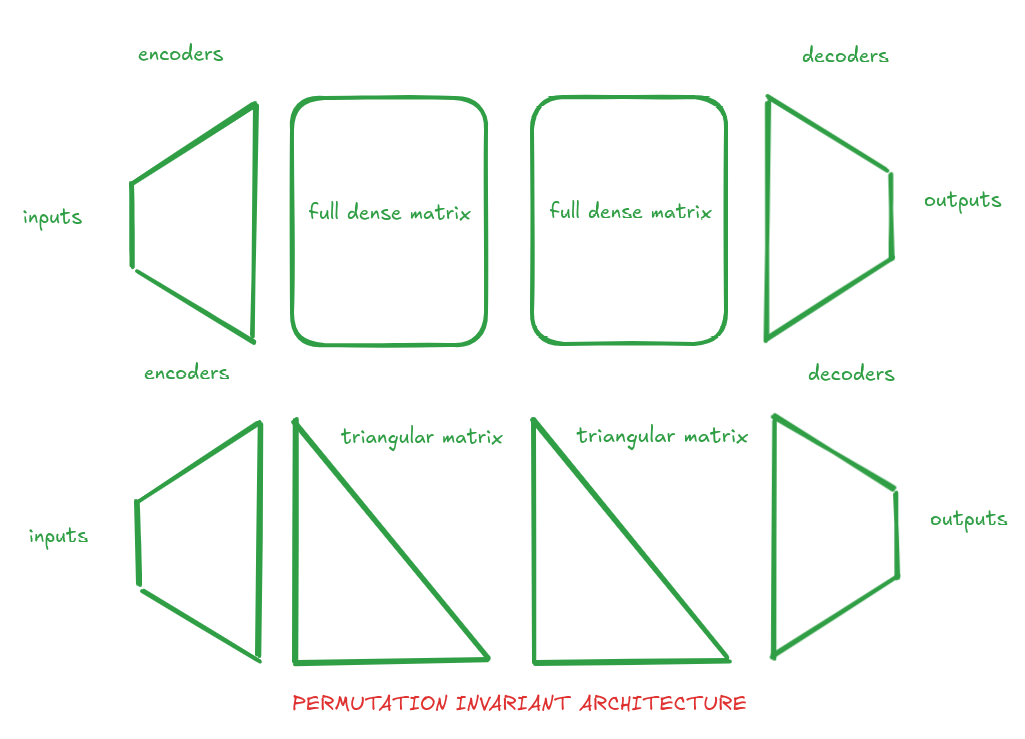 encoders
decoders
inputs
full dense matrix
full dense matrix
outputs
encoders
decoders
triangular matrix
triangular matrix
inputs
outputs
PERMUTATION INVARIANT ARCHITECTURE